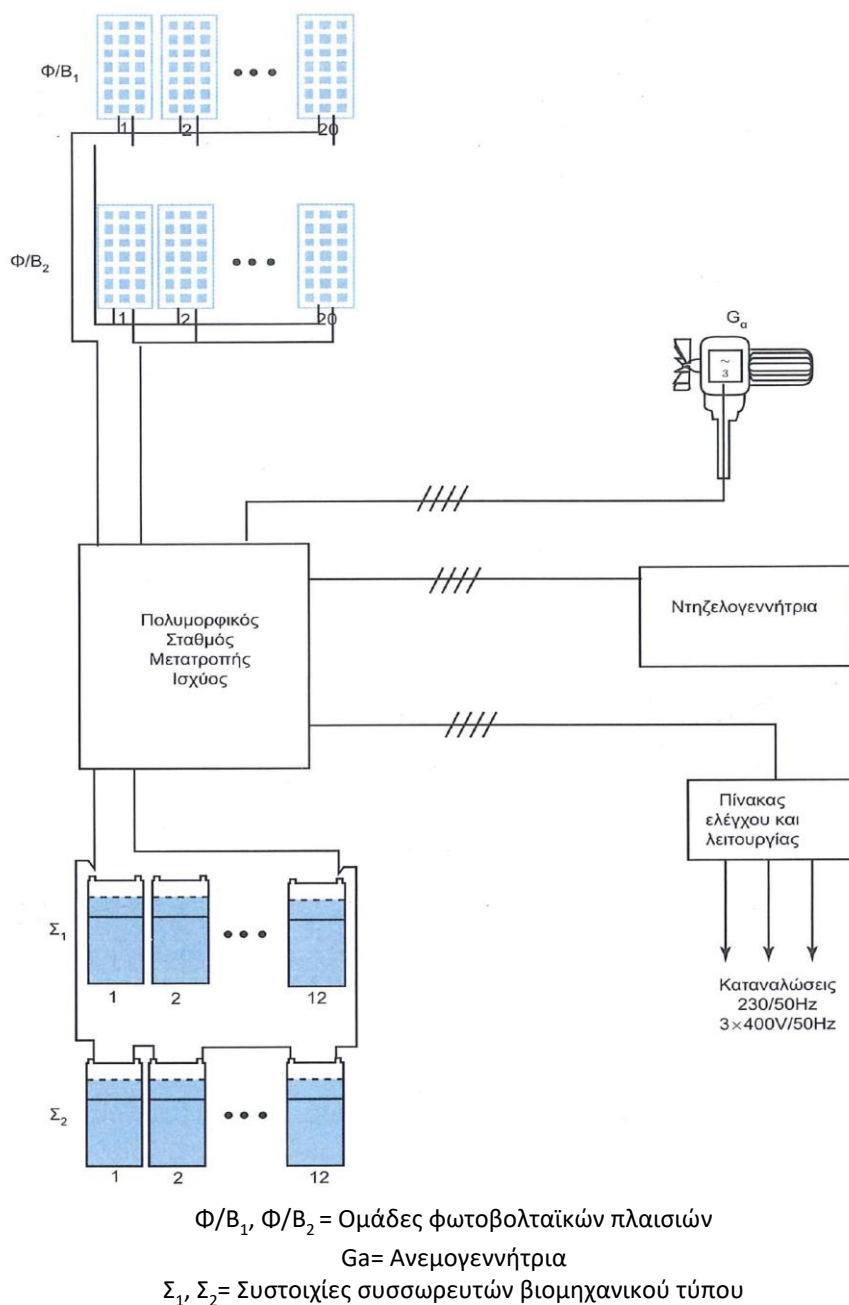 Φ/Β₁
1 2 20
Φ/Β₂
1 2 20
Gα
~
3
Πολυμορφικός
Σταθμός
Μετατροπής
Ισχύος
Ντηζελογεννήτρια
Πίνακας
ελέγχου και
λειτουργίας
Σ₁
1 2 12
Καταναλώσεις
230/50Hz
3×400V/50Hz
Σ₂
1 2 12
Φ/Β₁, Φ/Β₂ = Ομάδες φωτοβολταϊκών πλαισιών
Ga= Ανεμογεννήτρια
Σ₁, Σ₂= Συστοιχίες συσσωρευτών βιομηχανικού τύπου